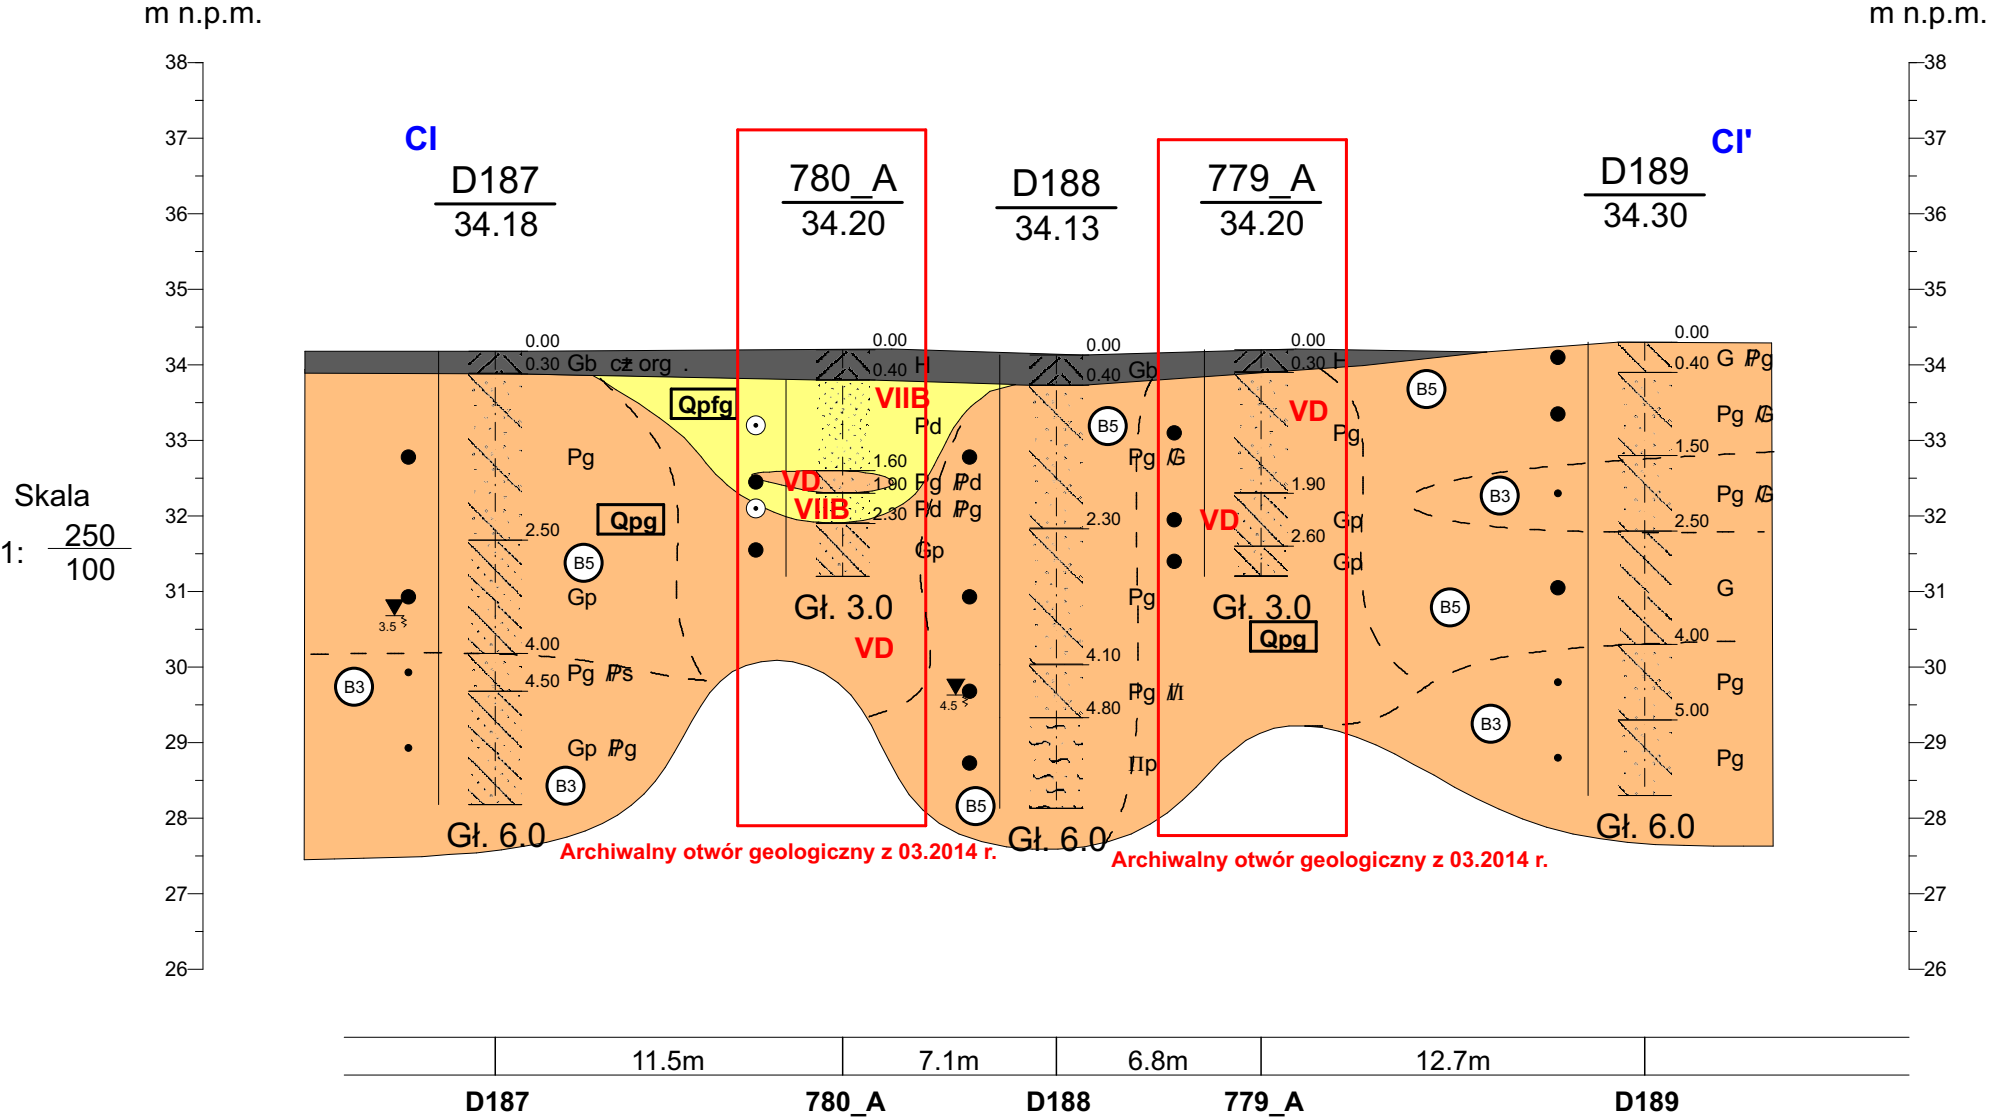 m n.p.m.
m n.p.m.
38
37
36
35
34
33
32
31
30
29
28
27
26
38
37
36
35
34
33
32
31
30
29
28
27
26
Skala
1: 250
100
CI
CI'
D187
34.18
780_A
34.20
D188
34.13
779_A
34.20
D189
34.30
0.00
0.30
Gb
org .
Pg
2.50
Gp
4.00
Pg
4.50
Gp
Gł. 6.0
3.5
B5
B3
B3
Qpg
Qpfg
0.00
0.40
H
VIIB
Pd
1.60
VD
1.90
Pg
VIIB
2.30
Pd
Gp
Gł. 3.0
VD
Archiwalny otwór geologiczny z 03.2014 r.
0.00
0.40
Gb
B5
Pg
2.30
Pg
4.10
Pg
4.80
4.5
B5
Gł. 6.0
0.00
0.30
H
VD
Pg
1.90
VD
Gp
2.60
Gp
Gł. 3.0
Qpg
Archiwalny otwór geologiczny z 03.2014 r.
0.00
0.40
G
B5
Pg
1.50
B3
Pg
2.50
B5
G
4.00
Pg
5.00
B3
Pg
Gł. 6.0
11.5m
7.1m
6.8m
12.7m
D187
780_A
D188
779_A
D189